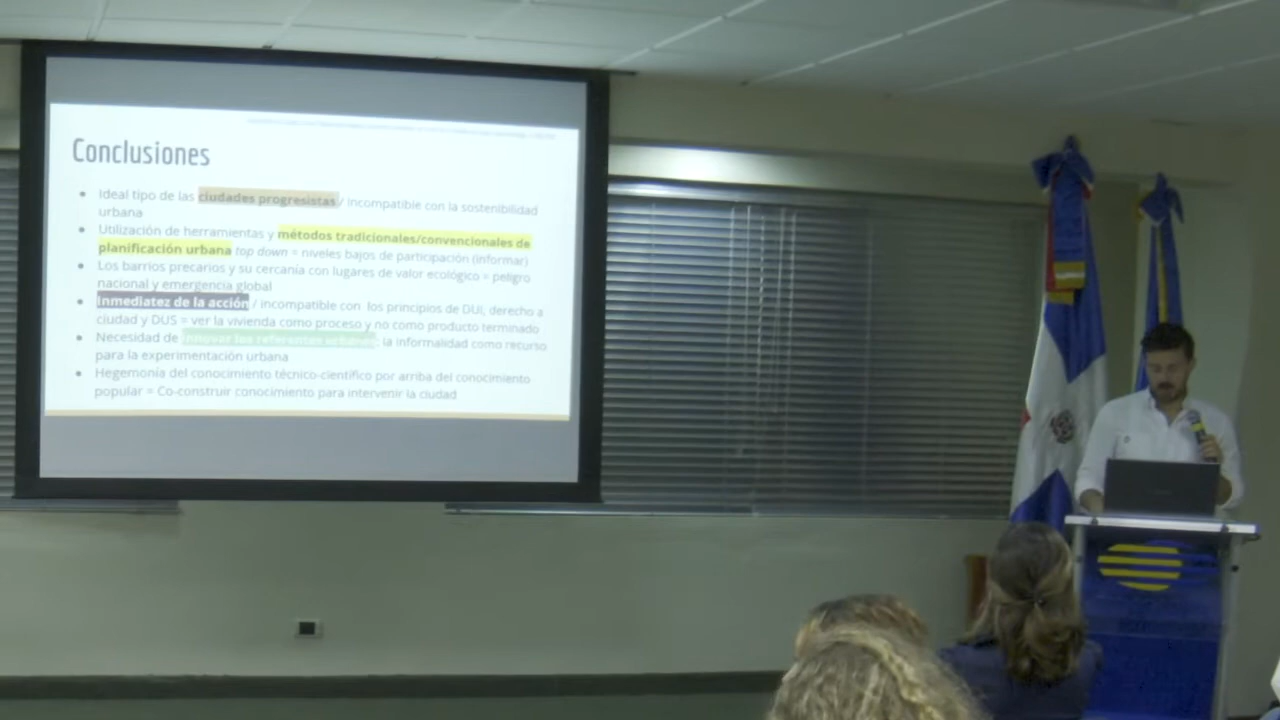 Conclusiones
● Ideal tipo de las ciudades progresistas / incompatible con la sostenibilidad
urbana
● Utilización de herramientas y métodos tradicionales/convencionales de
planificación urbana top down = niveles bajos de participación (informar)
● Los barrios precarios y su cercanía con lugares de valor ecológico = peligro
nacional y emergencia global
● Inmediatez de la acción / incompatible con los principios de DUI, derecho a
ciudad y DUS = ver la vivienda como proceso y no como producto terminado
● Necesidad de innovar los referentes urbanos: la informalidad como recurso
para la experimentación urbana
● Hegemonía del conocimiento técnico-científico por arriba del conocimiento
popular = Co-construir conocimiento para intervenir la ciudad